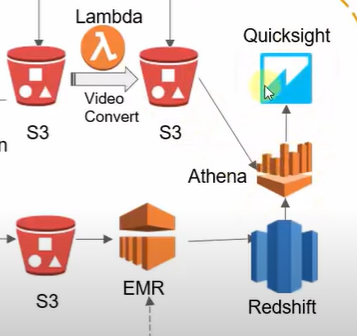 Lambda
Quicksight
Video
Convert
S3
S3
n
Athena
S3
EMR
Redshift